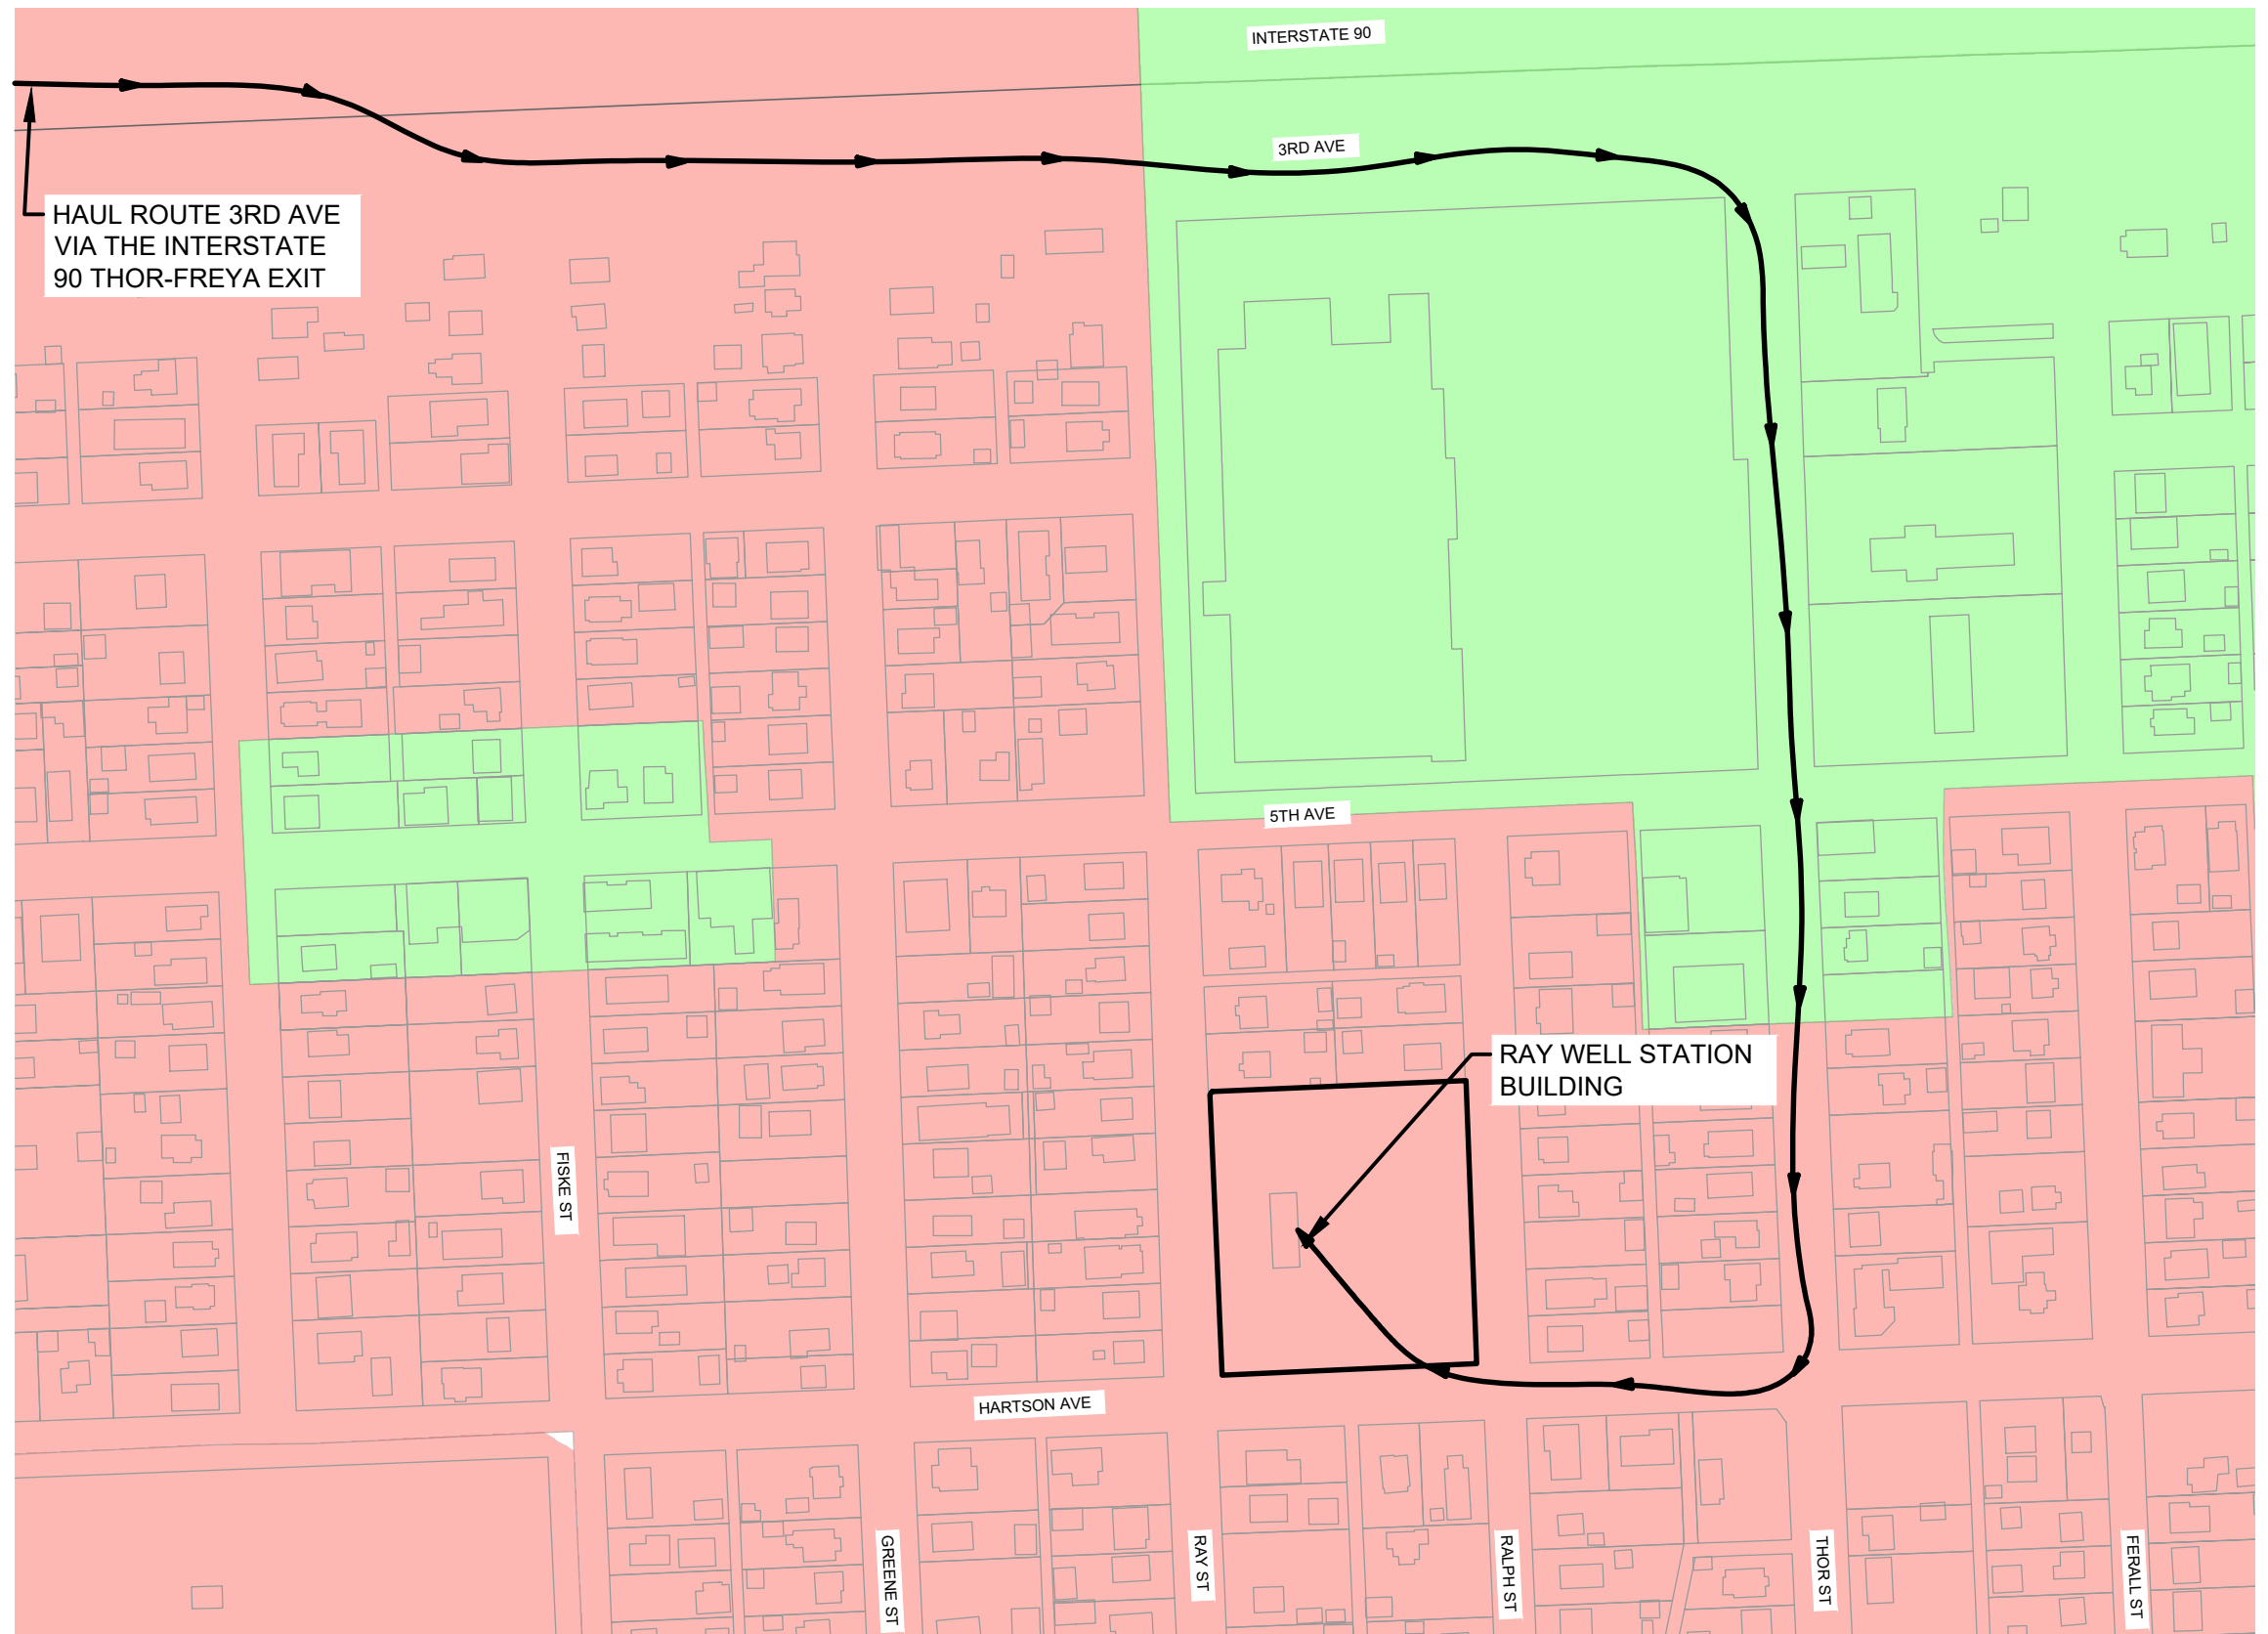 INTERSTATE 90
3RD AVE
HAUL ROUTE 3RD AVE
VIA THE INTERSTATE
90 THOR-FREYA EXIT
5TH AVE
RAY WELL STATION
BUILDING
FISKE ST
HARTSON AVE
GREENE ST
RAY ST
RALPH ST
THOR ST
FERALL ST